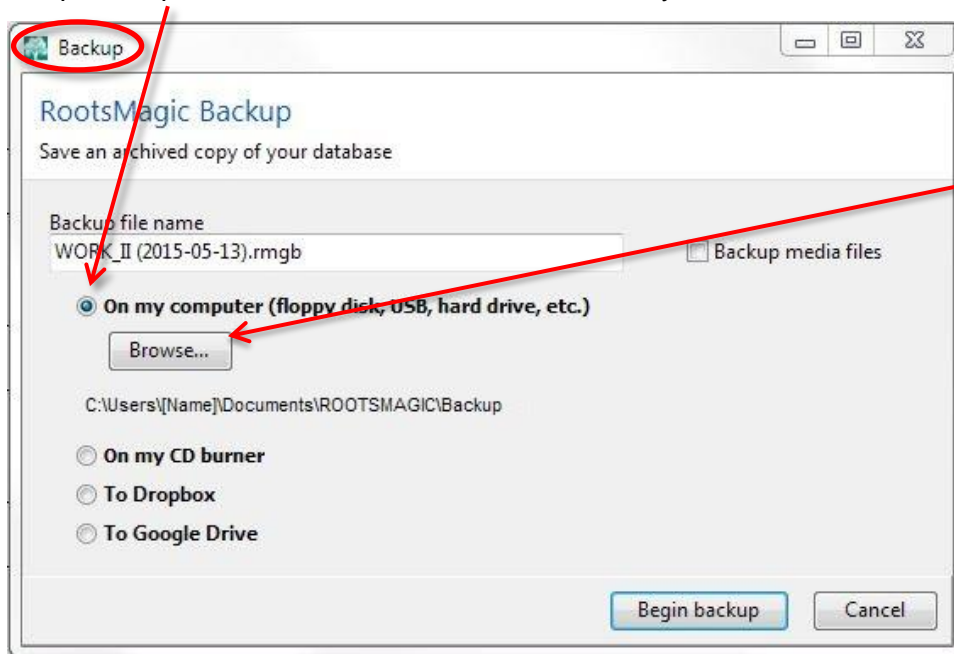 Backup
RootsMagic Backup
Save an archived copy of your database
Backup file name
WORK_II (2015-05-13).rmgb
Backup media files
On my computer (floppy disk, USB, hard drive, etc.)
Browse...
C:\Users\[Name]\Documents\ROOTSMAGIC\Backup
On my CD burner
To Dropbox
To Google Drive
Begin backup
Cancel